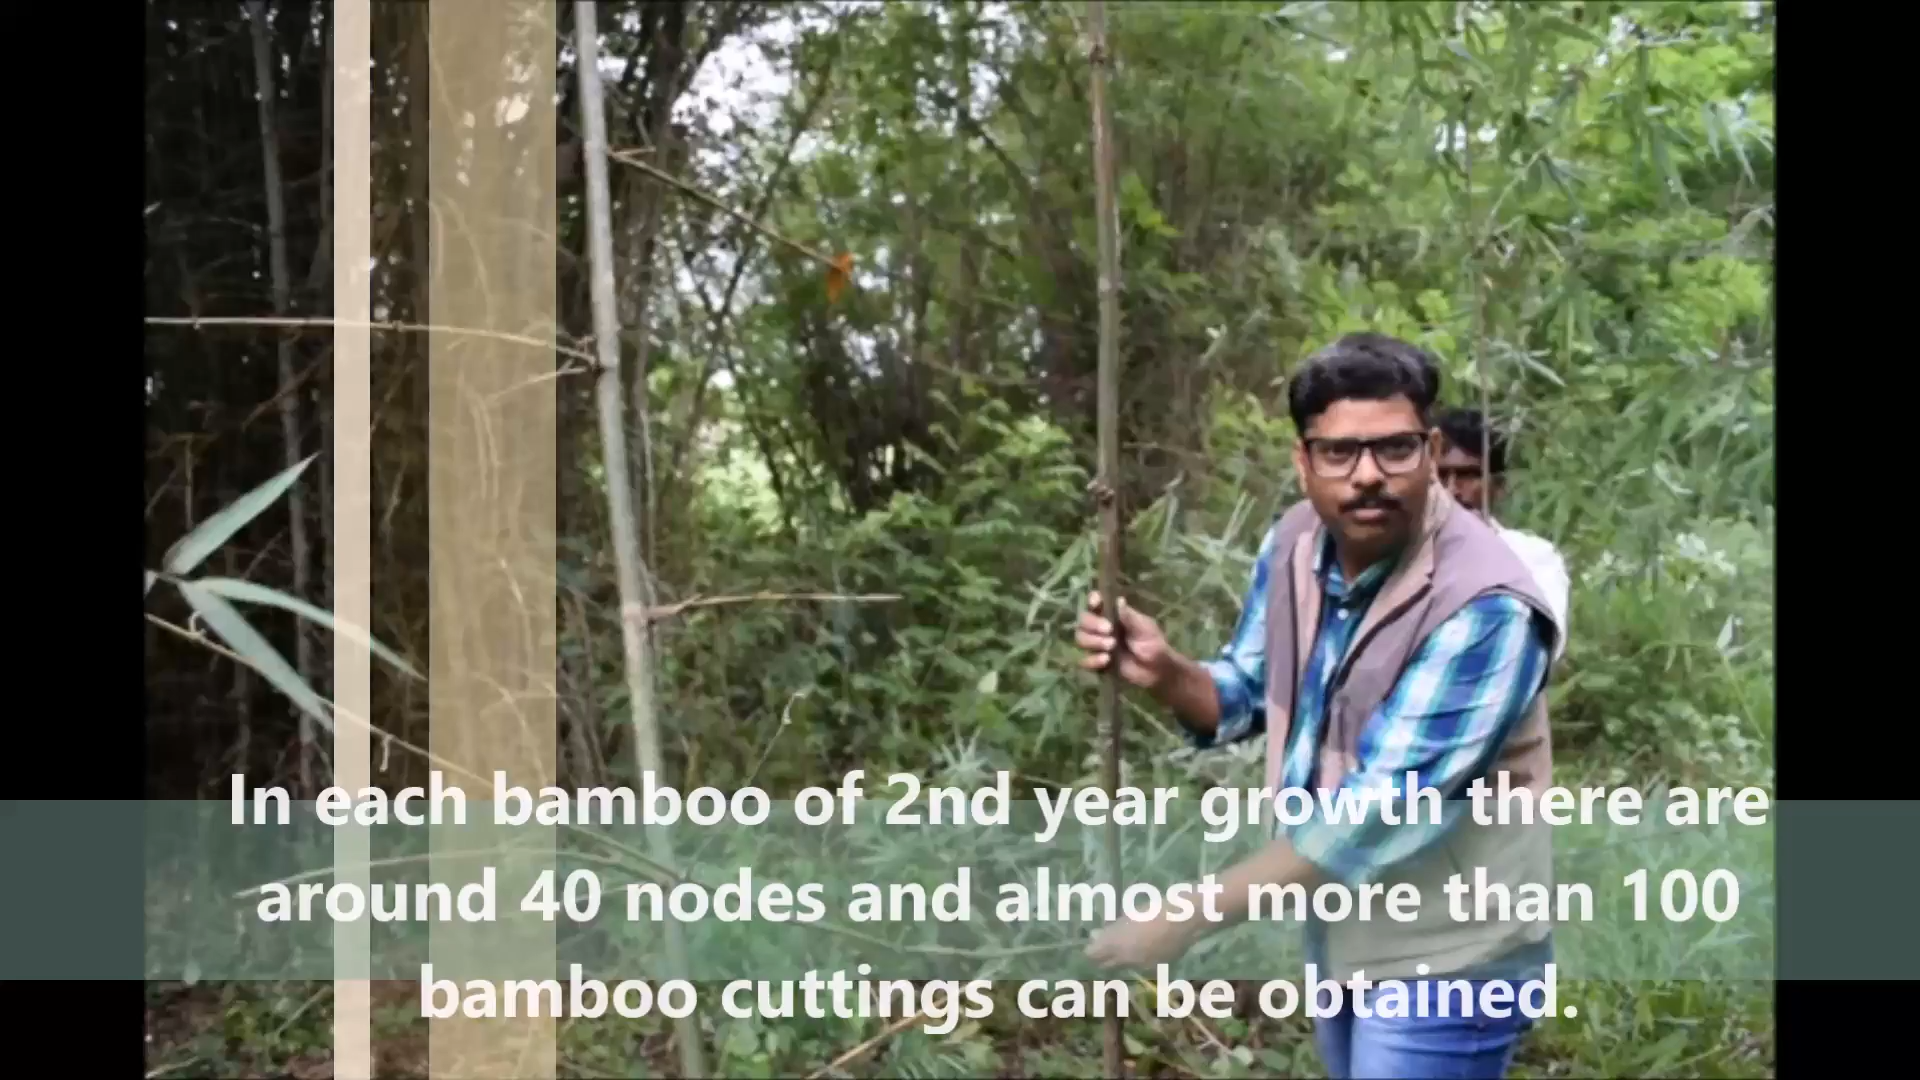 In each bamboo of 2nd year growth there are
around 40 nodes and almost more than 100
bamboo cuttings can be obtained.